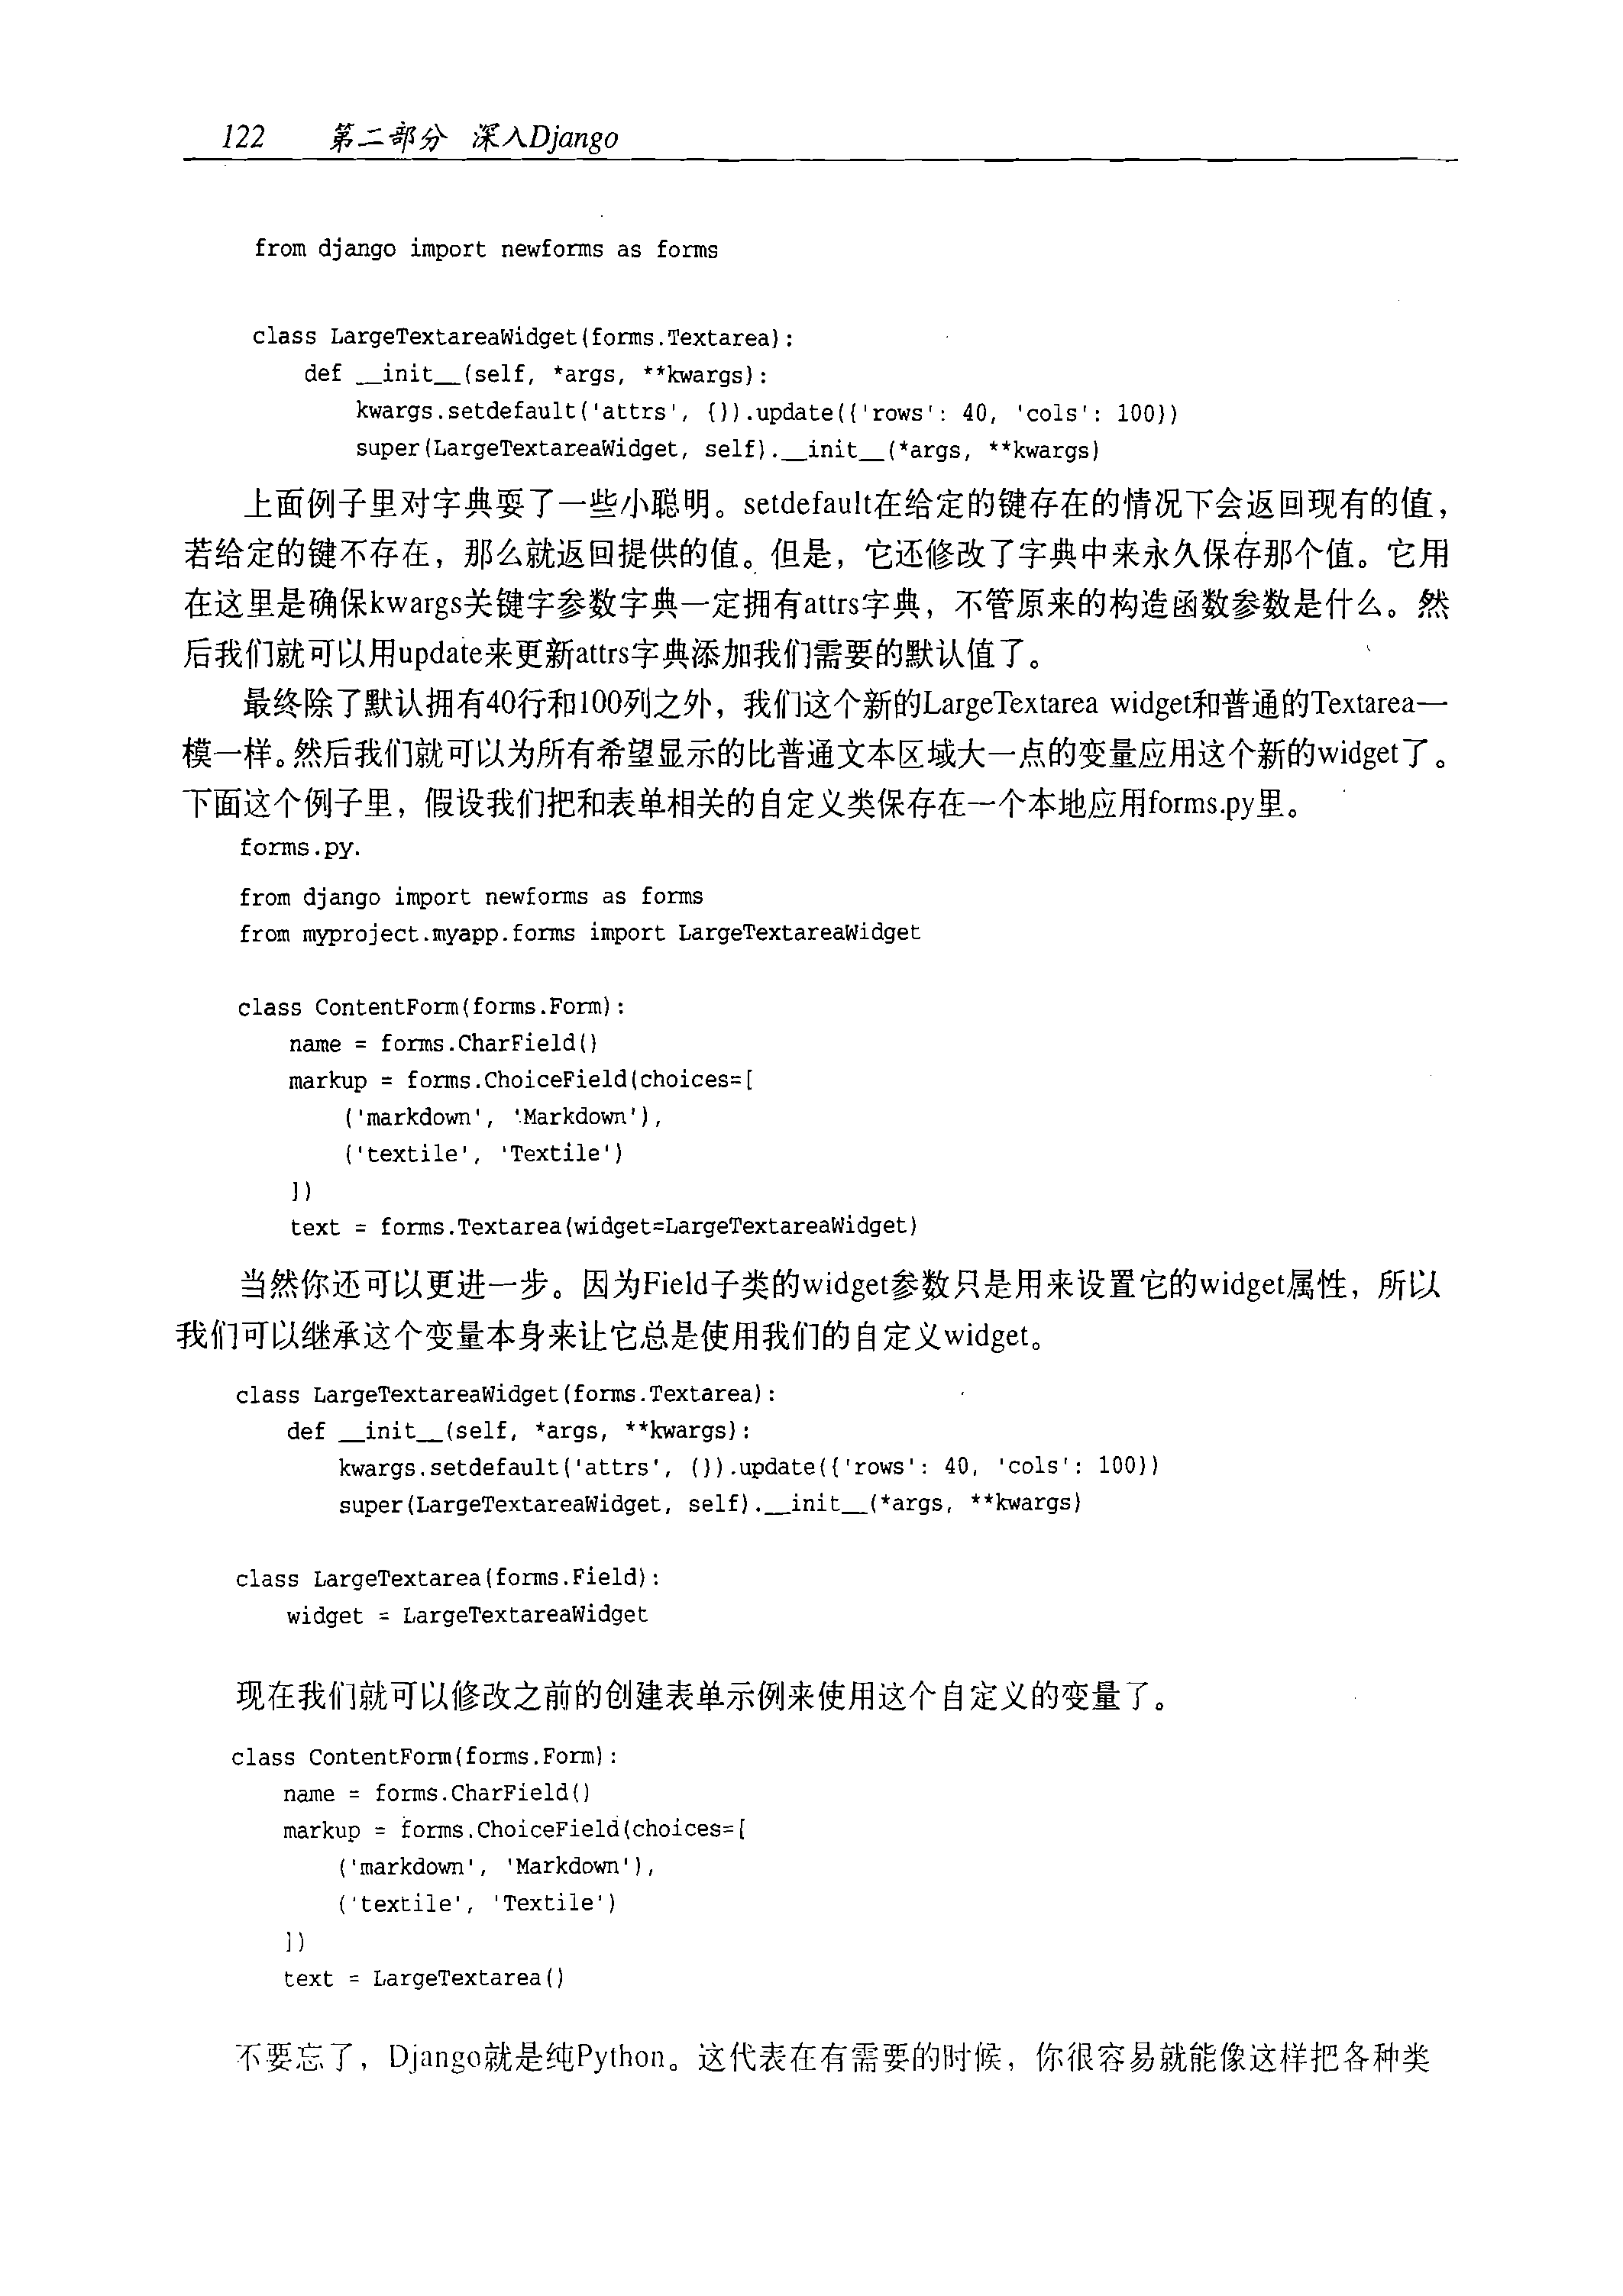 122 第二部分 深入Django
from django import newforms as forms
class LargeTextareaWidget(forms.Textarea):
    def __init__(self, *args, **kwargs):
        kwargs.setdefault('attrs', {}).update({'rows': 40, 'cols': 100})
        super(LargeTextareaWidget, self).__init__(*args, **kwargs)
上面例子里对字典耍了一些小聪明。setdefault在给定的键存在的情况下会返回现有的值，
若给定的键不存在，那么就返回提供的值。但是，它还修改了字典中来永久保存那个值。它用
在这里是确保kwargs关键字参数字典一定拥有attrs字典，不管原来的构造函数参数是什么。然
后我们就可以用update来更新attrs字典添加我们需要的默认值了。
最终除了默认拥有40行和100列之外，我们这个新的LargeTextarea widget和普通的Textarea一
模一样。然后我们就可以为所有希望显示的比普通文本区域大一点的变量应用这个新的widget了。
下面这个例子里，假设我们把和表单相关的自定义类保存在一个本地应用forms.py里。
forms.py.
from django import newforms as forms
from myproject.myapp.forms import LargeTextareaWidget
class ContentForm(forms.Form):
    name = forms.CharField()
    markup = forms.ChoiceField(choices=[
        ('markdown', 'Markdown'),
        ('textile', 'Textile')
    ])
    text = forms.Textarea(widget=LargeTextareaWidget)
当然你还可以更进一步。因为Field子类的widget参数只是用来设置它的widget属性，所以
我们可以继承这个变量本身来让它总是使用我们的自定义widget。
class LargeTextareaWidget(forms.Textarea):
    def __init__(self, *args, **kwargs):
        kwargs.setdefault('attrs', {}).update({'rows': 40, 'cols': 100})
        super(LargeTextareaWidget, self).__init__(*args, **kwargs)
class LargeTextarea(forms.Field):
    widget = LargeTextareaWidget
现在我们就可以修改之前的创建表单示例来使用这个自定义的变量了。
class ContentForm(forms.Form):
    name = forms.CharField()
    markup = forms.ChoiceField(choices=[
        ('markdown', 'Markdown'),
        ('textile', 'Textile')
    ])
    text = LargeTextarea()
不要忘了，Django就是纯Python。这代表在有需要的时候，你很容易就能像这样把各种类